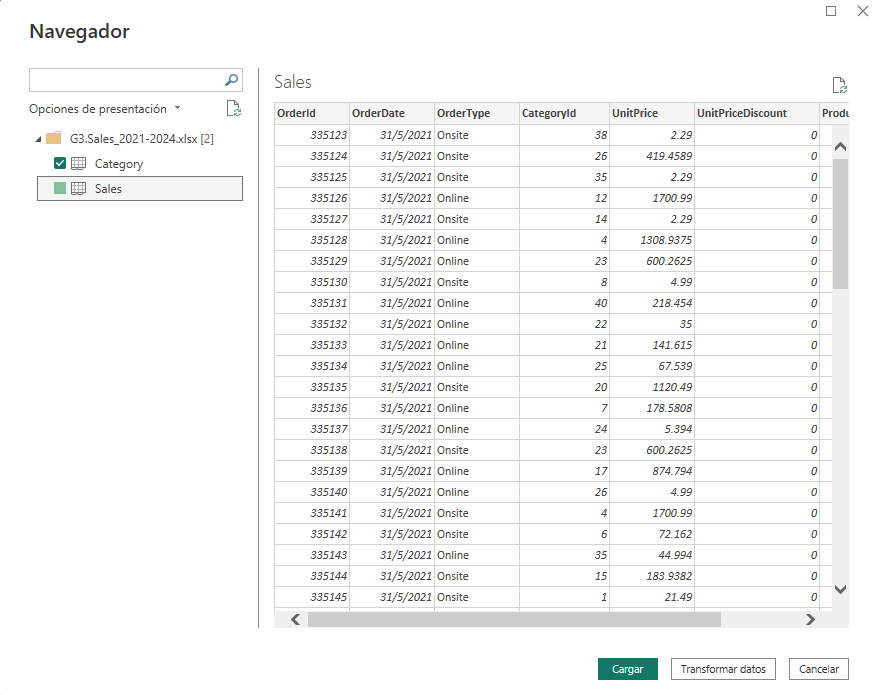 Navegador
Opciones de presentación
G3.Sales_2021-2024.xlsx [2]
Category
Sales
Sales
OrderId OrderDate OrderType CategoryId UnitPrice UnitPriceDiscount Produ
335123 31/5/2021 Onsite 38 2.29 0
335124 31/5/2021 Onsite 26 419.4589 0
335125 31/5/2021 Onsite 35 2.29 0
335126 31/5/2021 Online 12 1700.99 0
335127 31/5/2021 Onsite 14 2.29 0
335128 31/5/2021 Online 4 1308.9375 0
335129 31/5/2021 Online 23 600.2625 0
335130 31/5/2021 Onsite 8 4.99 0
335131 31/5/2021 Online 40 218.454 0
335132 31/5/2021 Online 22 35 0
335133 31/5/2021 Online 21 141.615 0
335134 31/5/2021 Online 25 67.539 0
335135 31/5/2021 Onsite 20 1120.49 0
335136 31/5/2021 Online 7 178.5808 0
335137 31/5/2021 Online 24 5.394 0
335138 31/5/2021 Onsite 23 600.2625 0
335139 31/5/2021 Online 17 874.794 0
335140 31/5/2021 Online 26 4.99 0
335141 31/5/2021 Onsite 4 1700.99 0
335142 31/5/2021 Onsite 6 72.162 0
335143 31/5/2021 Online 35 44.994 0
335144 31/5/2021 Onsite 15 183.9382 0
335145 31/5/2021 Onsite 1 21.49 0
Cargar Transformar datos Cancelar